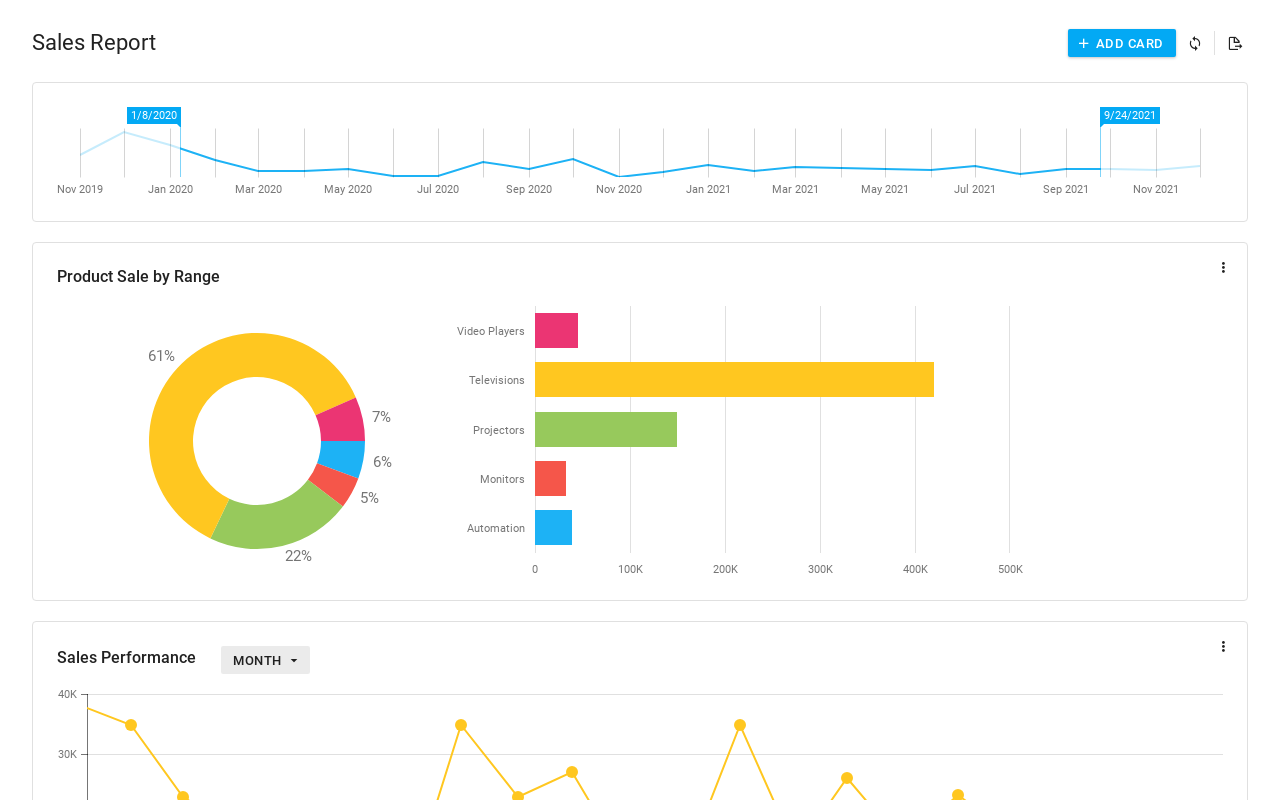 Sales Report
ADD CARD
1/8/2020
9/24/2021
Nov 2019 Jan 2020 Mar 2020 May 2020 Jul 2020 Sep 2020 Nov 2020 Jan 2021 Mar 2021 May 2021 Jul 2021 Sep 2021 Nov 2021
Product Sale by Range
61%
7%
6%
5%
22%
Video Players
Televisions
Projectors
Monitors
Automation
0 100K 200K 300K 400K 500K
Sales Performance
MONTH
40K
30K